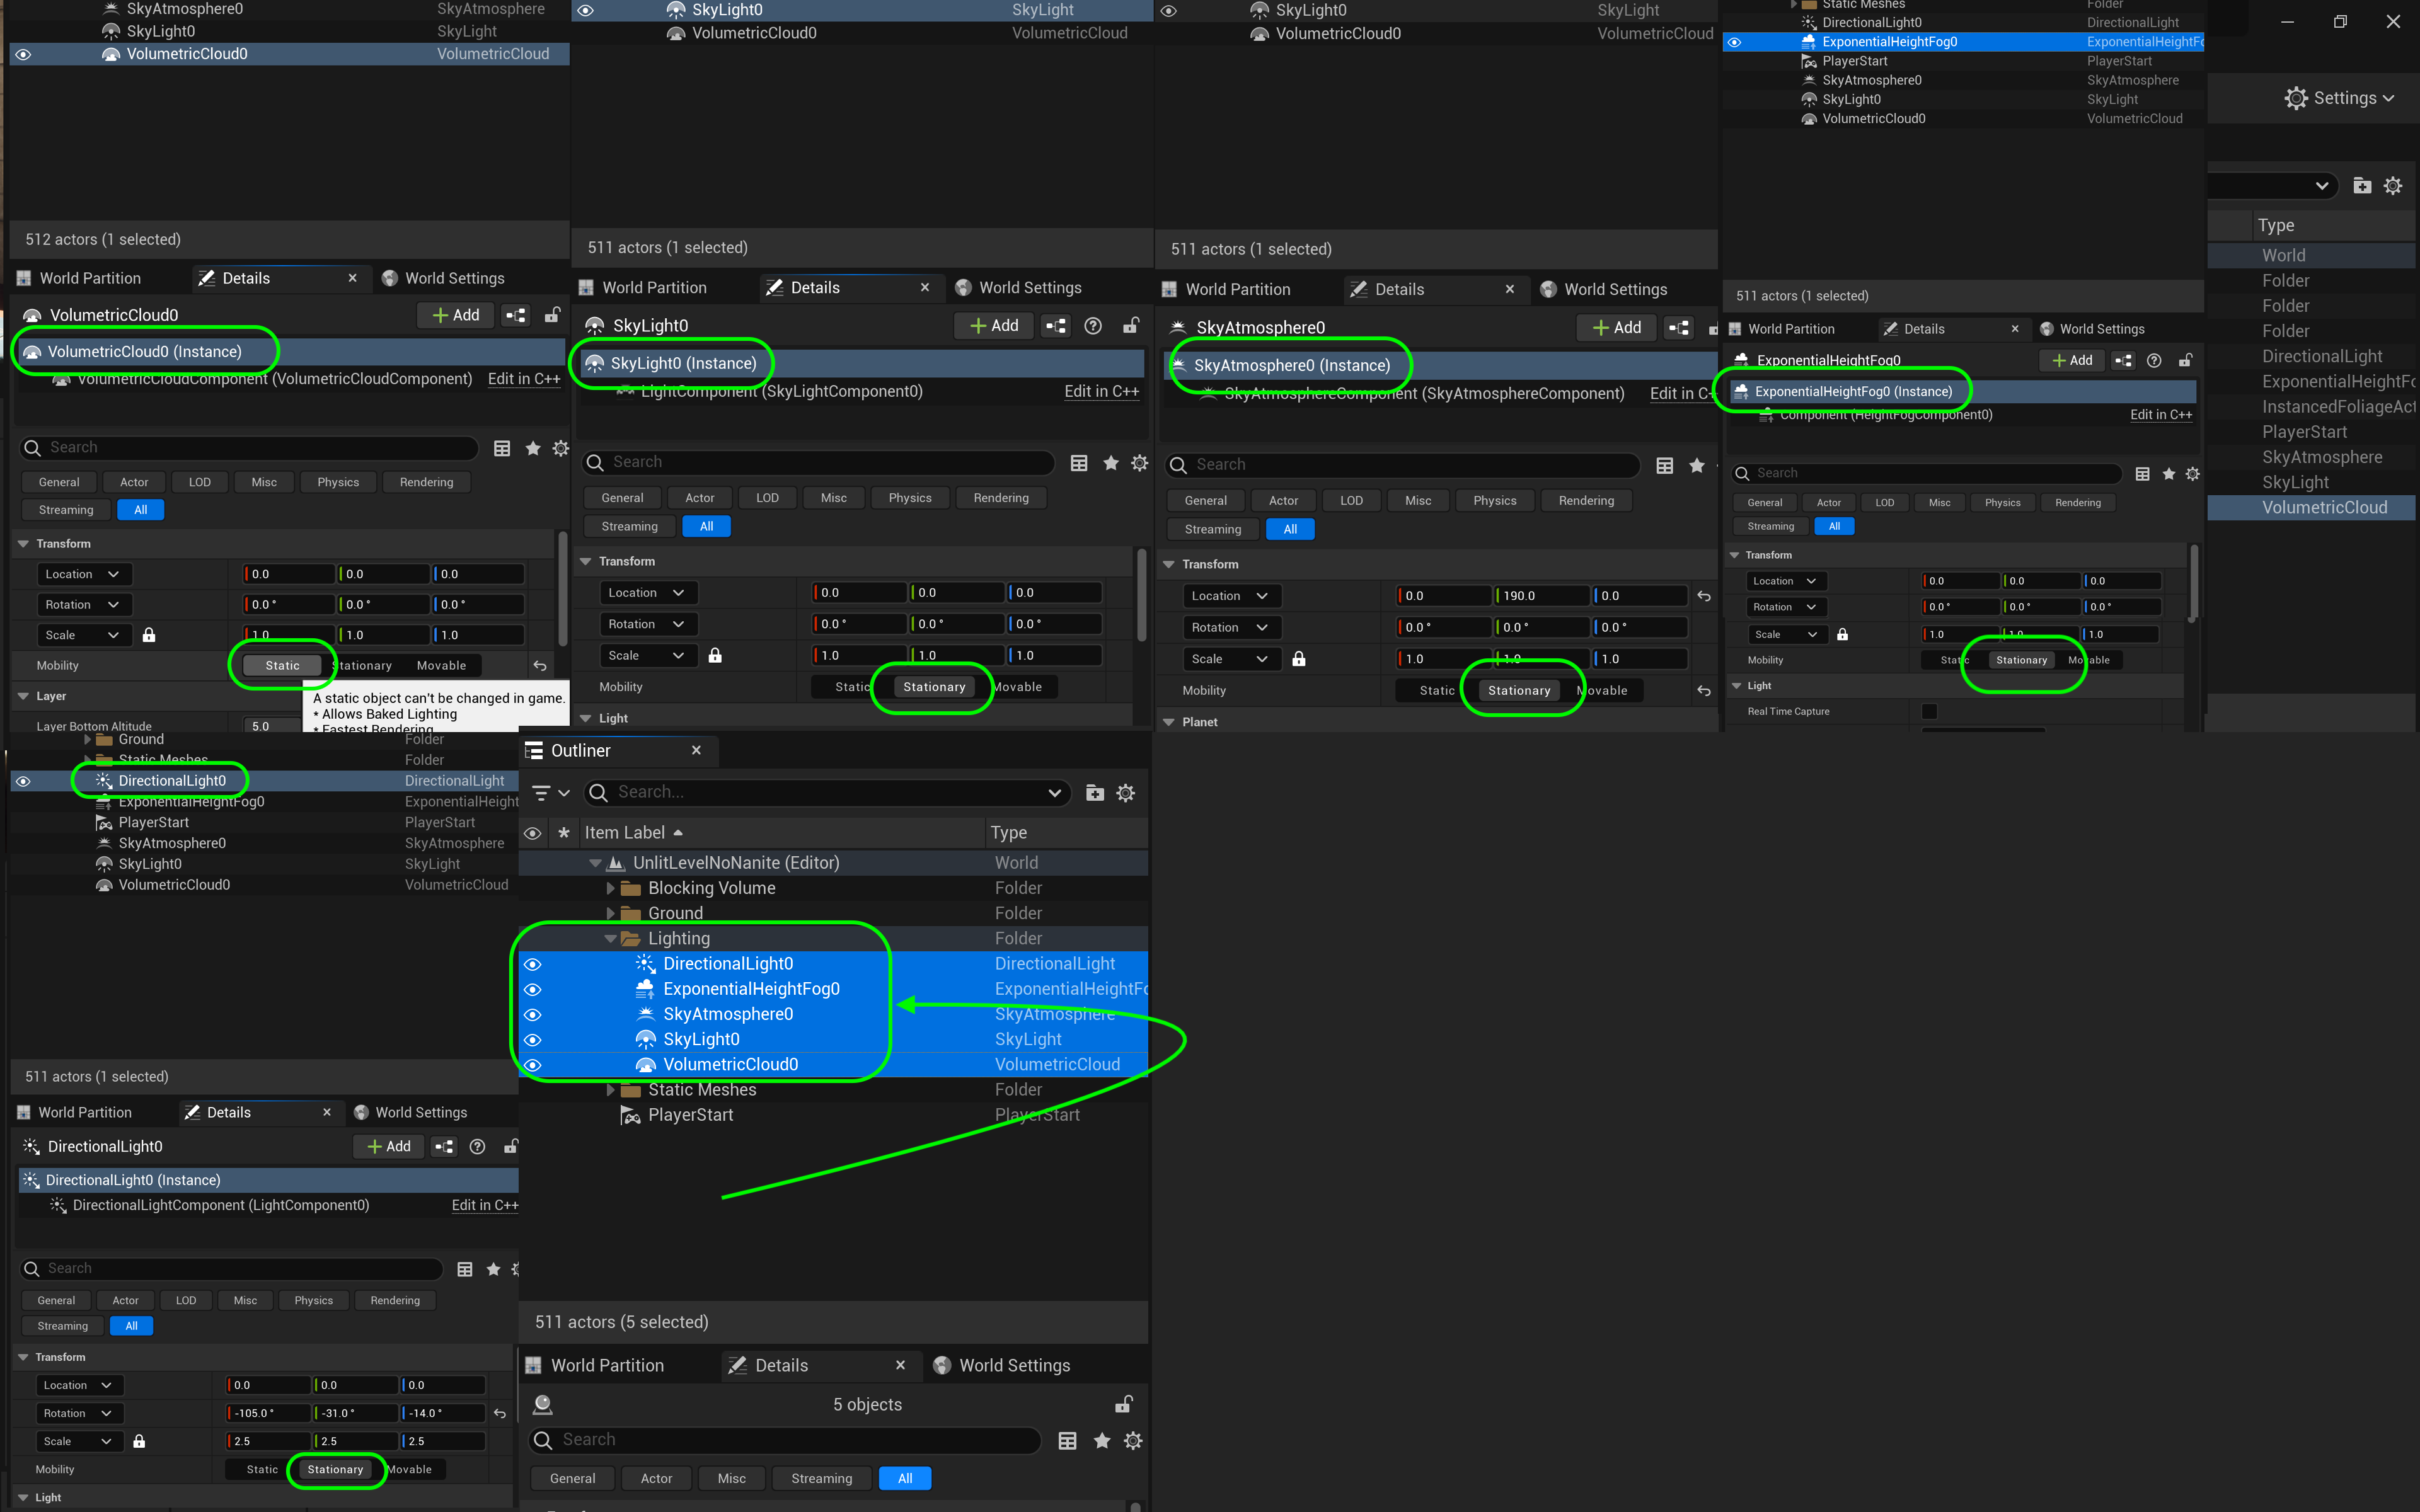 SkyAtmosphere0 SkyAtmosphere
SkyLight0 SkyLight
VolumetricCloud0 VolumetricCloud
512 actors (1 selected)
World Partition Details World Settings
VolumetricCloud0 Add
VolumetricCloud0 (Instance)
VolumetricCloudComponent (VolumetricCloudComponent) Edit in C++
Search
General Actor LOD Misc Physics Rendering
Streaming All
Transform
Location 0.0 0.0 0.0
Rotation 0.0 ° 0.0 ° 0.0 °
Scale 1.0 1.0 1.0
Mobility Static Stationary Movable
Layer
A static object can't be changed in game.
* Allows Baked Lighting
* Fastest Rendering
Layer Bottom Altitude 5.0
SkyLight0 SkyLight
VolumetricCloud0 VolumetricCloud
511 actors (1 selected)
World Partition Details World Settings
SkyLight0 Add
SkyLight0 (Instance)
LightComponent (SkyLightComponent0) Edit in C++
Search
General Actor LOD Misc Physics Rendering
Streaming All
Transform
Location 0.0 0.0 0.0
Rotation 0.0 ° 0.0 ° 0.0 °
Scale 1.0 1.0 1.0
Mobility Static Stationary Movable
Light
SkyLight0 SkyLight
VolumetricCloud0 VolumetricCloud
511 actors (1 selected)
World Partition Details World Settings
SkyAtmosphere0 Add
SkyAtmosphere0 (Instance)
SkyAtmosphereComponent (SkyAtmosphereComponent) Edit in C+
Search
General Actor LOD Misc Physics Rendering
Streaming All
Transform
Location 0.0 190.0 0.0
Rotation 0.0 ° 0.0 ° 0.0 °
Scale 1.0 1.0 1.0
Mobility Static Stationary Movable
Planet
Static Meshes Folder
DirectionalLight0 DirectionalLight
ExponentialHeightFog0 ExponentialHeightFo
PlayerStart PlayerStart
SkyAtmosphere0 SkyAtmosphere
SkyLight0 SkyLight
VolumetricCloud0 VolumetricCloud
511 actors (1 selected)
World Partition Details World Settings
ExponentialHeightFog0 Add
ExponentialHeightFog0 (Instance)
Component (HeightFogComponent0) Edit in C++
Search
General Actor LOD Misc Physics Rendering
Streaming All
Transform
Location 0.0 0.0 0.0
Rotation 0.0 ° 0.0 ° 0.0 °
Scale 1.0 1.0 1.0
Mobility Static Stationary Movable
Light
Real Time Capture
Settings
Type
World
Folder
Folder
Folder
DirectionalLight
ExponentialHeightFo
InstancedFoliageAct
PlayerStart
SkyAtmosphere
SkyLight
VolumetricCloud
Ground Folder
Static Meshes Folder
DirectionalLight0 DirectionalLight
ExponentialHeightFog0 ExponentialHeight
PlayerStart PlayerStart
SkyAtmosphere0 SkyAtmosphere
SkyLight0 SkyLight
VolumetricCloud0 VolumetricCloud
511 actors (1 selected)
World Partition Details World Settings
DirectionalLight0 Add
DirectionalLight0 (Instance)
DirectionalLightComponent (LightComponent0) Edit in C++
Search
General Actor LOD Misc Physics Rendering
Streaming All
Transform
Location 0.0 0.0 0.0
Rotation -105.0 ° -31.0 ° -14.0 °
Scale 2.5 2.5 2.5
Mobility Static Stationary Movable
Light
Outliner
Search...
Item Label Type
UnlitLevelNoNanite (Editor) World
Blocking Volume Folder
Ground Folder
Lighting Folder
DirectionalLight0 DirectionalLight
ExponentialHeightFog0 ExponentialHeightFo
SkyAtmosphere0 SkyAtmosphere
SkyLight0 SkyLight
VolumetricCloud0 VolumetricCloud
Static Meshes Folder
PlayerStart PlayerStart
511 actors (5 selected)
World Partition Details World Settings
5 objects
Search
General Actor Misc Streaming All